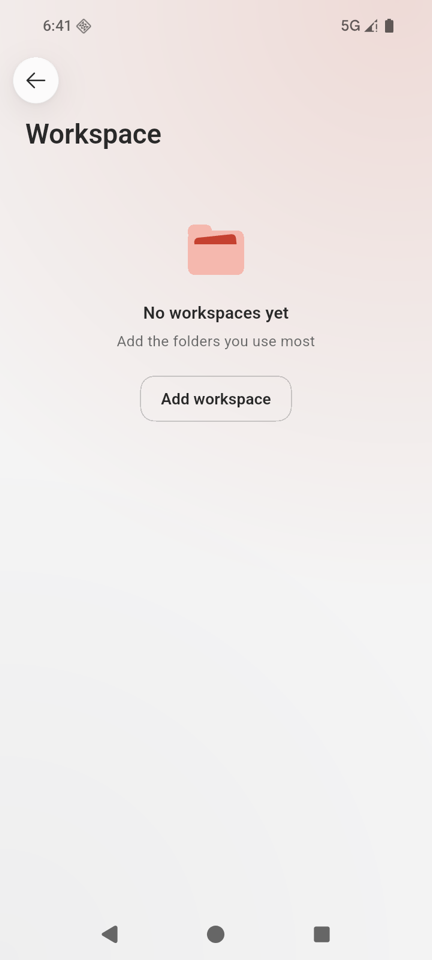 6:41
5G
Workspace
No workspaces yet
Add the folders you use most
Add workspace